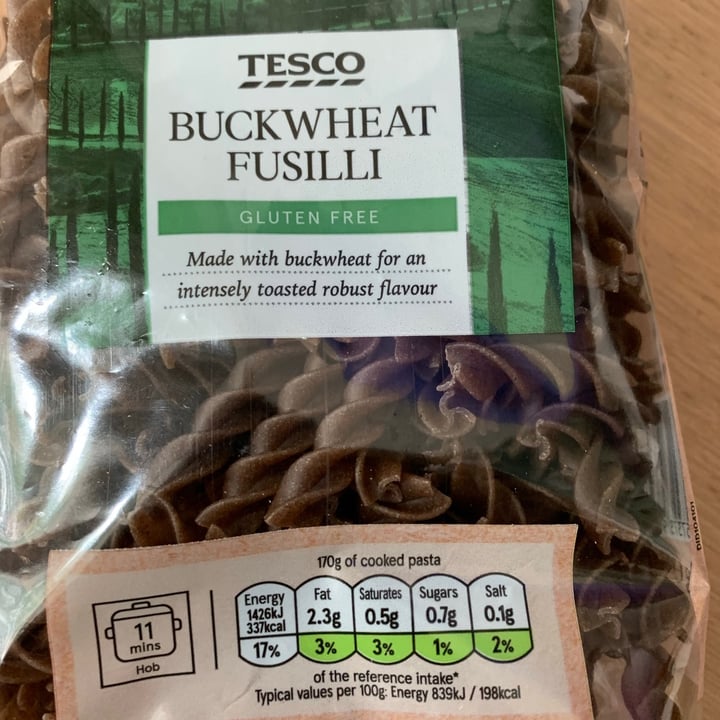 TESCO
BUCKWHEAT
FUSILLI
GLUTEN FREE
Made with buckwheat for an
intensely toasted robust flavour
170g of cooked pasta
11
mins
Hob
Energy Fat Saturates Sugars Salt
1426kJ
337kcal 2.3g 0.5g 0.7g 0.1g
17% 3% 3% 1% 2%
of the reference intake*
Typical values per 100g: Energy 839kJ / 198kcal